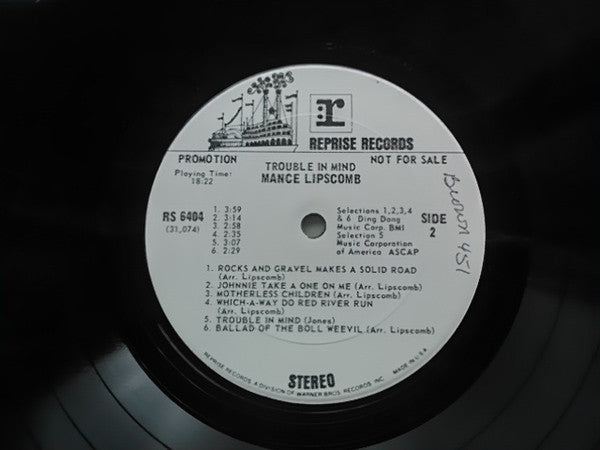 r
REPRISE RECORDS
PROMOTION
NOT FOR SALE
TROUBLE IN MIND
MANCE LIPSCOMB
Playing Time:
18:22
RS 6404
(31,074)
1. 3:59
2. 3:14
3. 2:58
4. 2:35
5. 3:07
6. 2:29
Selections 1,2,3,4
& 6 Ding Dong
Music Corp. BMI
Selection 5
Music Corporation
of America ASCAP
SIDE
2
451
1. ROCKS AND GRAVEL MAKES A SOLID ROAD
(Arr. Lipscomb)
2. JOHNNIE TAKE A ONE ON ME (Arr. Lipscomb)
3. MOTHERLESS CHILDREN (Arr. Lipscomb)
4. WHICH-A-WAY DO RED RIVER RUN
(Arr. Lipscomb)
5. TROUBLE IN MIND (Jones)
6. BALLAD OF THE BOLL WEEVIL (Arr. Lipscomb)
STEREO
REPRISE RECORDS, A DIVISION OF WARNER BROS. RECORDS, INC.
MADE IN U.S.A.